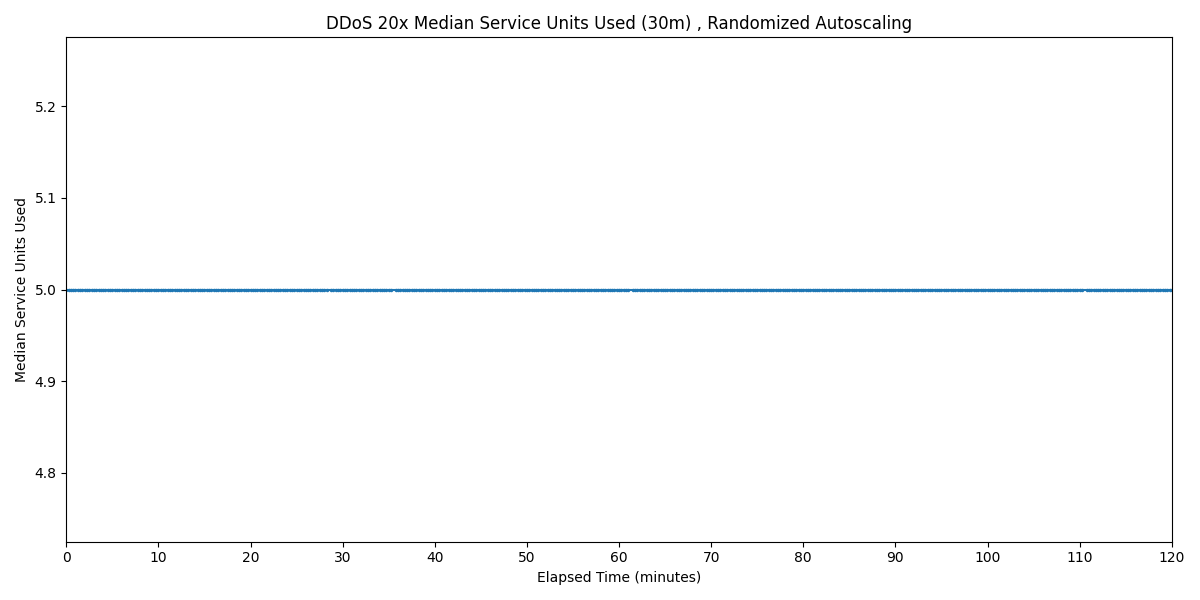 DDoS 20x Median Service Units Used (30m) , Randomized Autoscaling
Median Service Units Used
5.2
5.1
5.0
4.9
4.8
0 10 20 30 40 50 60 70 80 90 100 110 120
Elapsed Time (minutes)